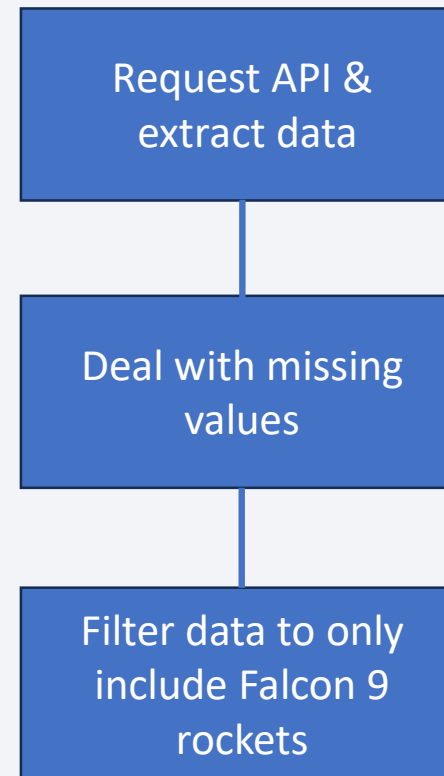 Request API &
extract data
Deal with missing
values
Filter data to only
include Falcon 9
rockets